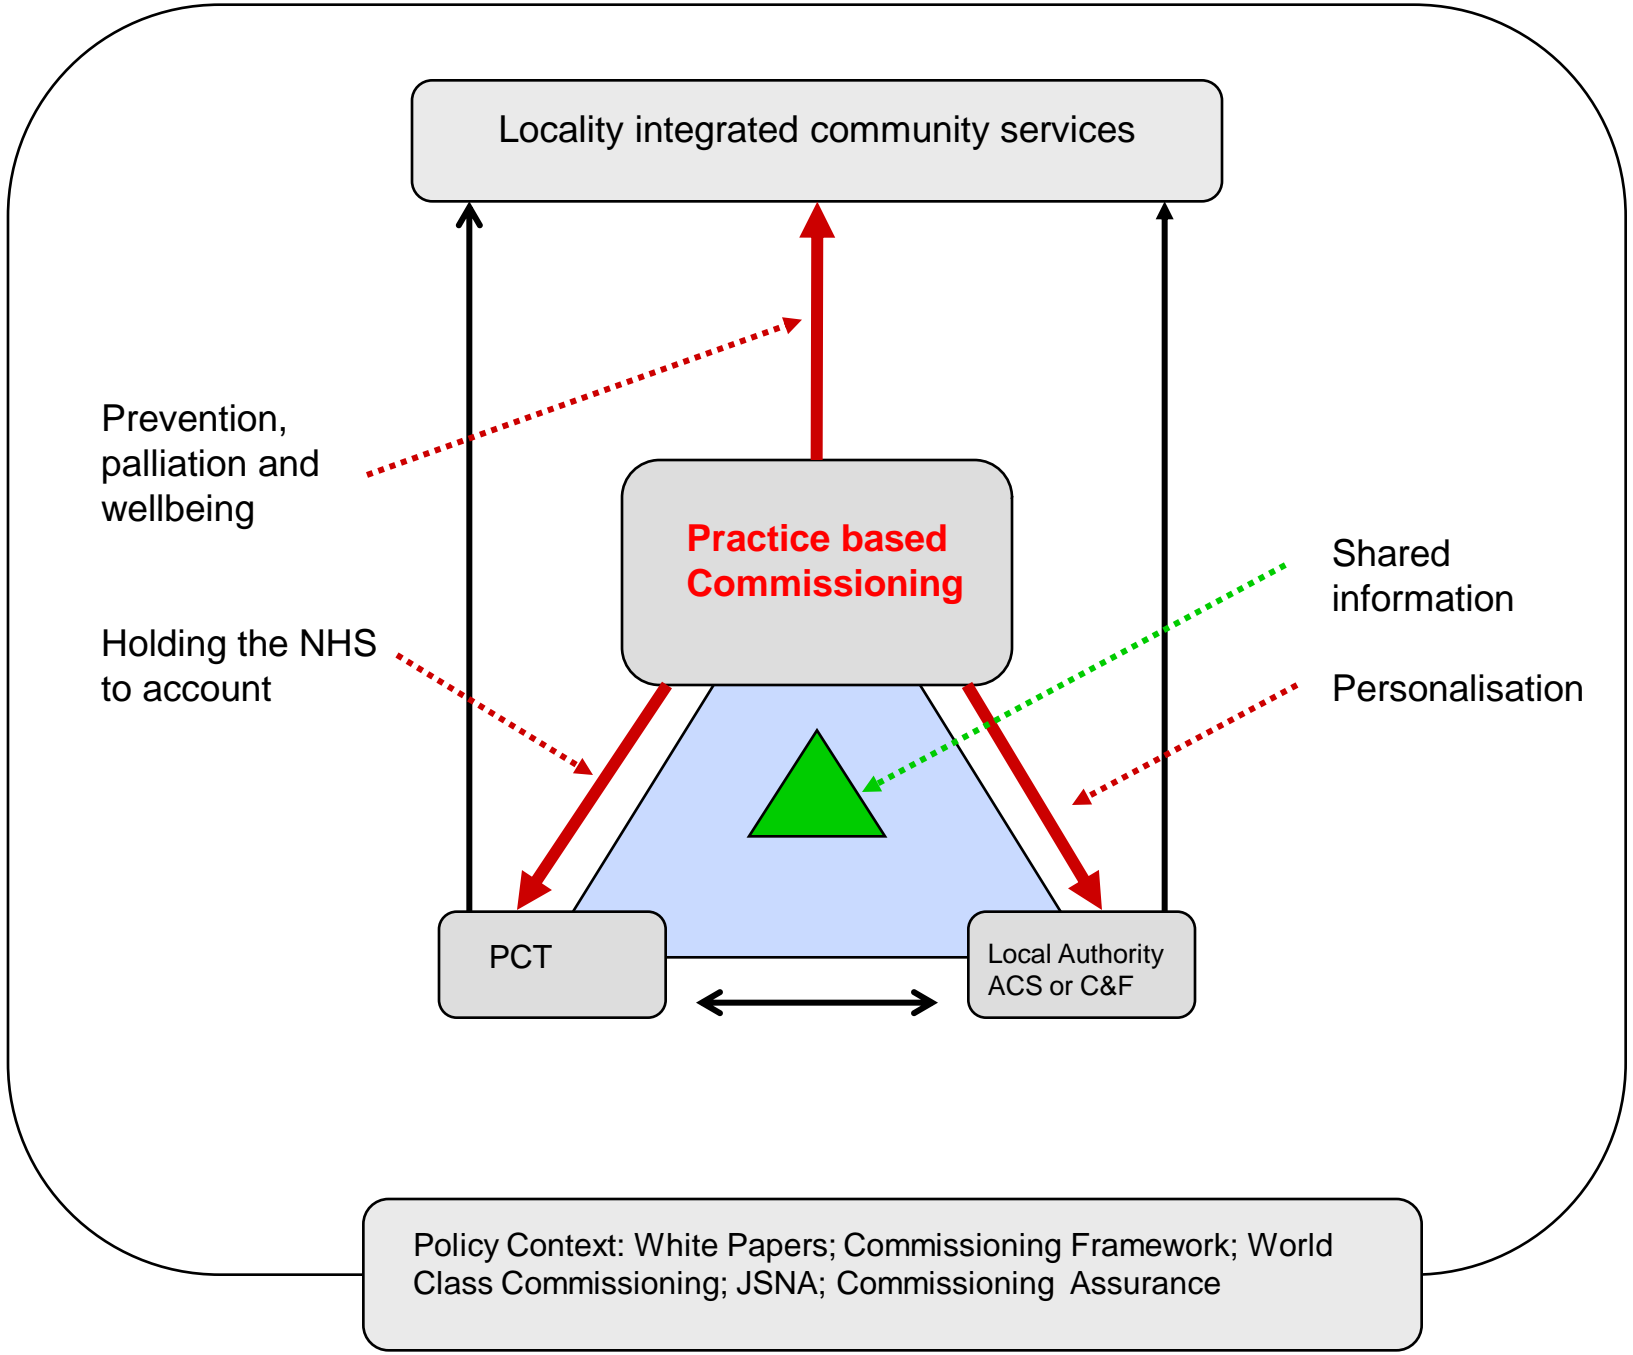 Locality integrated community services
Prevention,
palliation and
wellbeing
Practice based
Commissioning
Shared
information
Holding the NHS
to account
Personalisation
PCT
Local Authority
ACS or C&F
Policy Context: White Papers; Commissioning Framework; World
Class Commissioning; JSNA; Commissioning Assurance